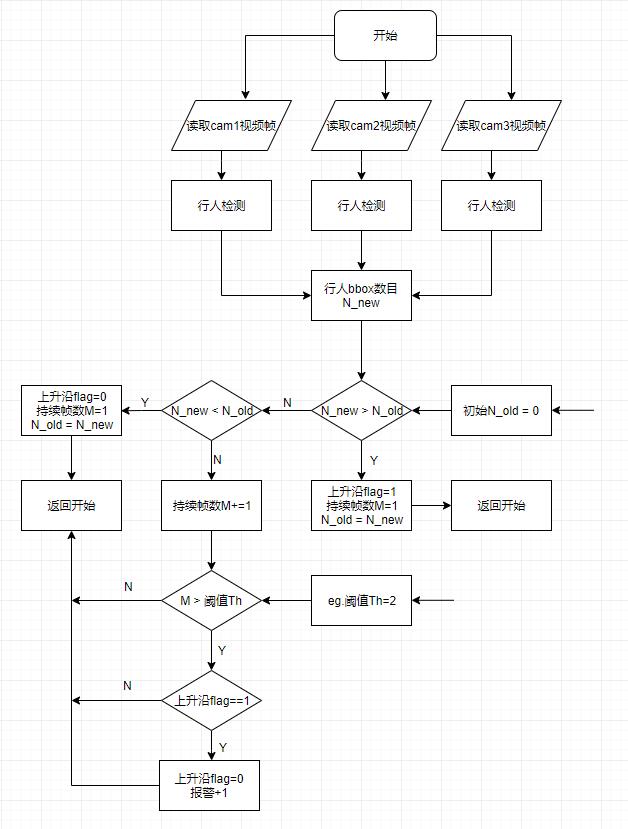 开始
读取cam1视频帧
读取cam2视频帧
读取cam3视频帧
行人检测
行人检测
行人检测
行人bbox数目
N_new
上升沿flag=0
持续帧数M=1
N_old = N_new
Y
N_new < N_old
N
N_new > N_old
初始N_old = 0
N
Y
返回开始
持续帧数M+=1
上升沿flag=1
持续帧数M=1
N_old = N_new
返回开始
N
M > 阈值Th
eg.阈值Th=2
Y
N
上升沿flag==1
Y
上升沿flag=0
报警+1